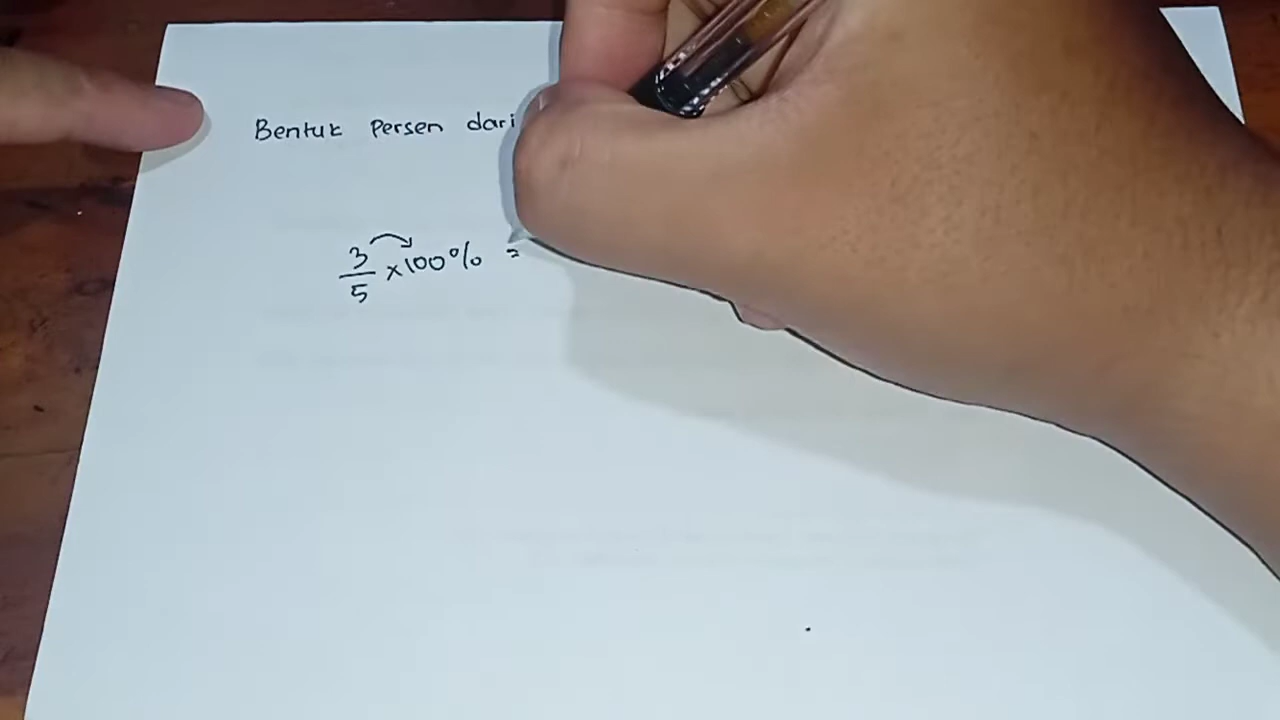 Bentuk Persen dari
3/5 x 100% =